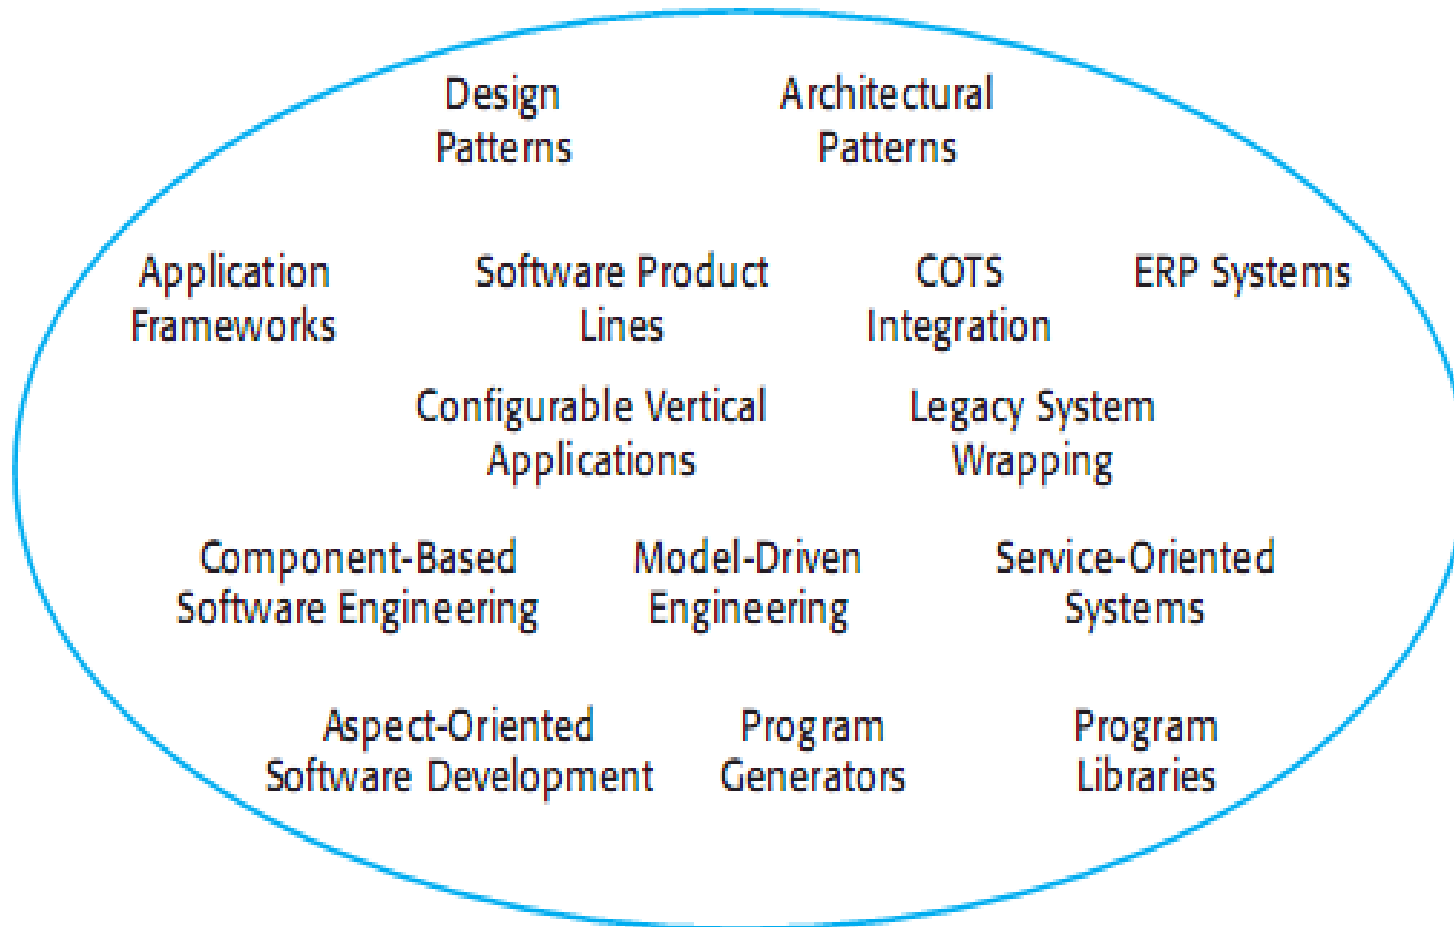 Design
Patterns
Architectural
Patterns
Application
Frameworks
Software Product
Lines
COTS
Integration
ERP Systems
Configurable Vertical
Applications
Legacy System
Wrapping
Component-Based
Software Engineering
Model-Driven
Engineering
Service-Oriented
Systems
Aspect-Oriented
Software Development
Program
Generators
Program
Libraries